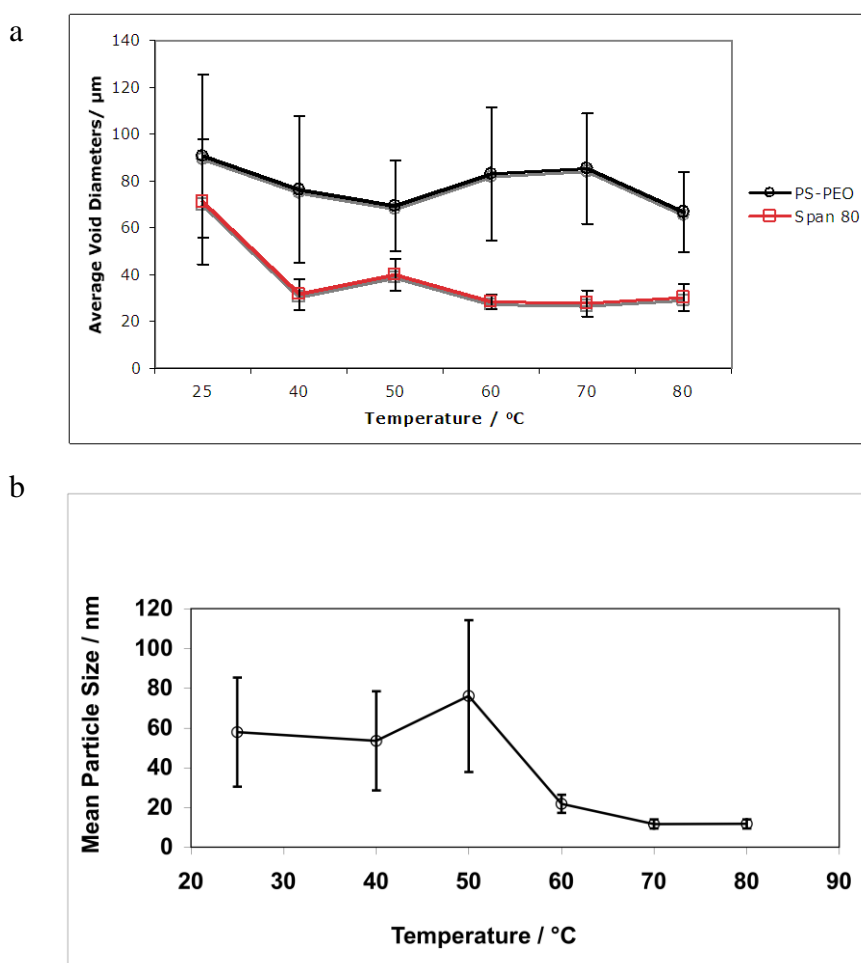 a
140
120
100
80
60
40
20
0
Average Void Diameters/ µm
25 40 50 60 70 80
Temperature / ºC
PS-PEO
Span 80
b
120
100
80
60
40
20
0
Mean Particle Size / nm
20 30 40 50 60 70 80 90
Temperature / °C